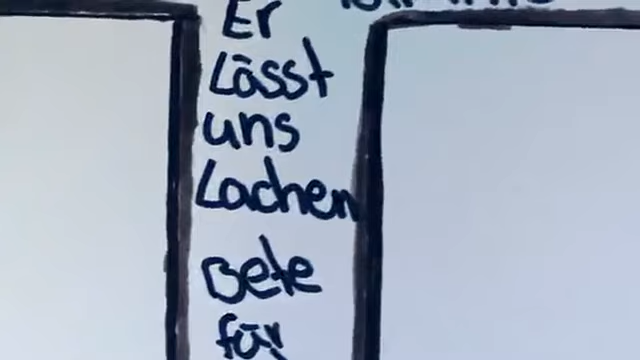 Er
Lässt
uns
Lachen
Bete
für